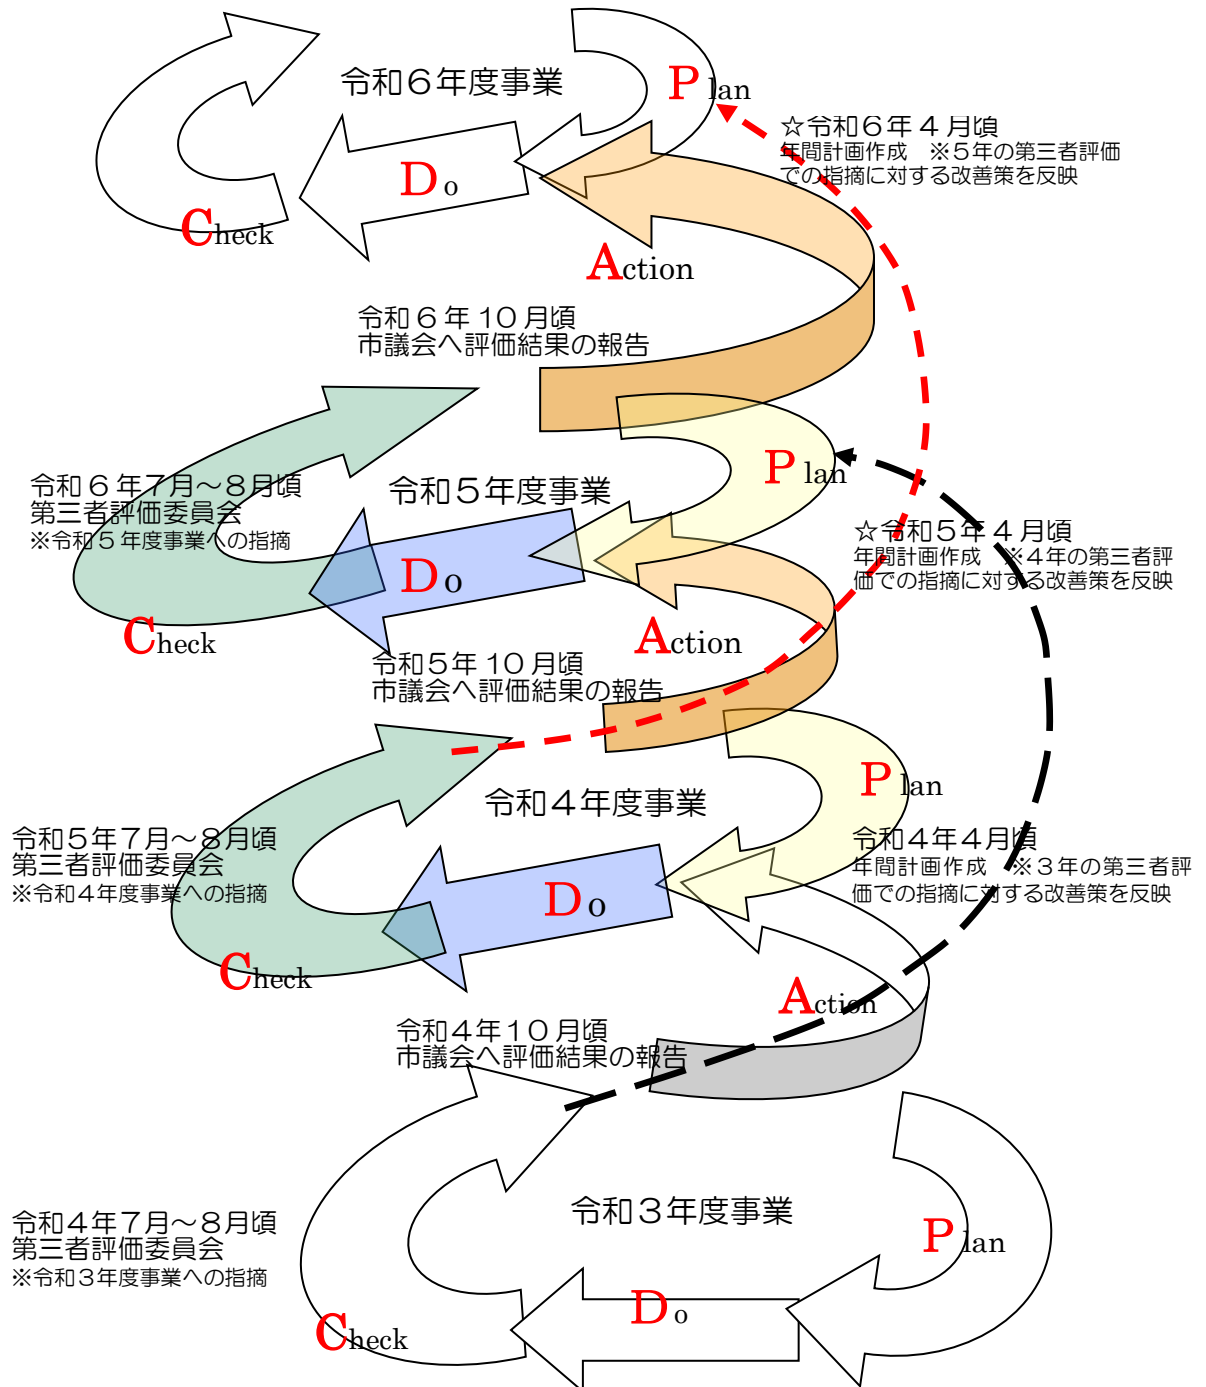 令和６年度事業
Plan
☆令和６年４月頃
年間計画作成　※５年の第三者評価
での指摘に対する改善策を反映
Do
Check
Action
令和６年10月頃
市議会へ評価結果の報告
令和６年７月～８月頃
第三者評価委員会
※令和５年度事業への指摘
令和５年度事業
Plan
☆令和５年４月頃
年間計画作成　※４年の第三者評
価での指摘に対する改善策を反映
Do
Check
Action
令和５年10月頃
市議会へ評価結果の報告
令和５年７月～８月頃
第三者評価委員会
※令和４年度事業への指摘
令和４年度事業
Plan
令和４年４月頃
年間計画作成　※３年の第三者評
価での指摘に対する改善策を反映
Do
Check
Action
令和４年１０月頃
市議会へ評価結果の報告
令和４年７月～８月頃
第三者評価委員会
※令和３年度事業への指摘
令和３年度事業
Plan
Do
Check